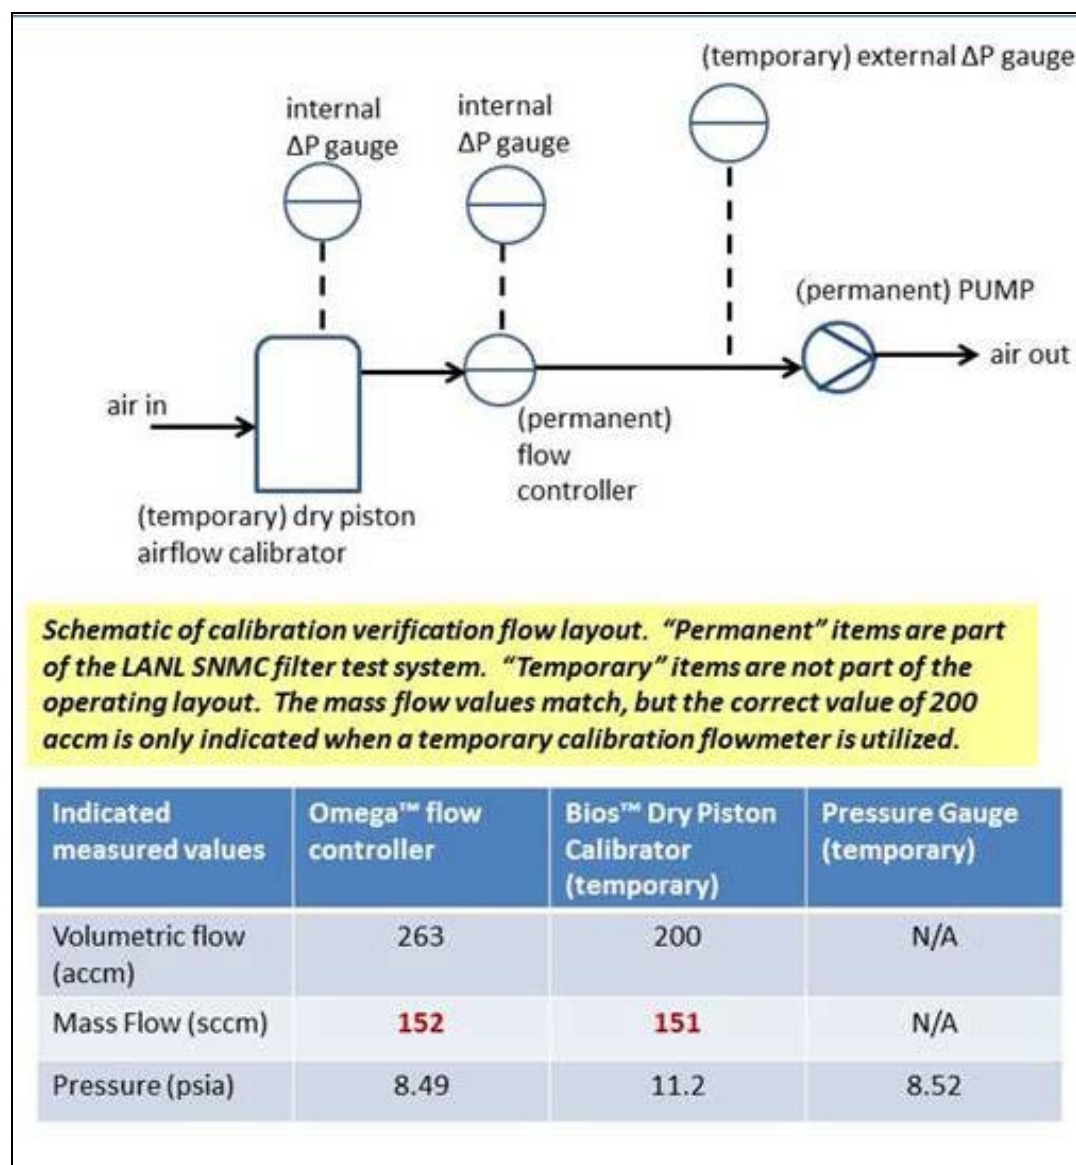 (temporary) external ΔP gauge
internal
ΔP gauge
internal
ΔP gauge
(permanent) PUMP
air out
air in
(permanent)
flow
controller
(temporary) dry piston
airflow calibrator
Schematic of calibration verification flow layout. “Permanent” items are part
of the LANL SNMC filter test system. “Temporary” items are not part of the
operating layout. The mass flow values match, but the correct value of 200
accm is only indicated when a temporary calibration flowmeter is utilized.
Indicated
measured values
Omega™ flow
controller
Bios™ Dry Piston
Calibrator
(temporary)
Pressure Gauge
(temporary)
Volumetric flow
(accm)
263
200
N/A
Mass Flow (sccm)
152
151
N/A
Pressure (psia)
8.49
11.2
8.52